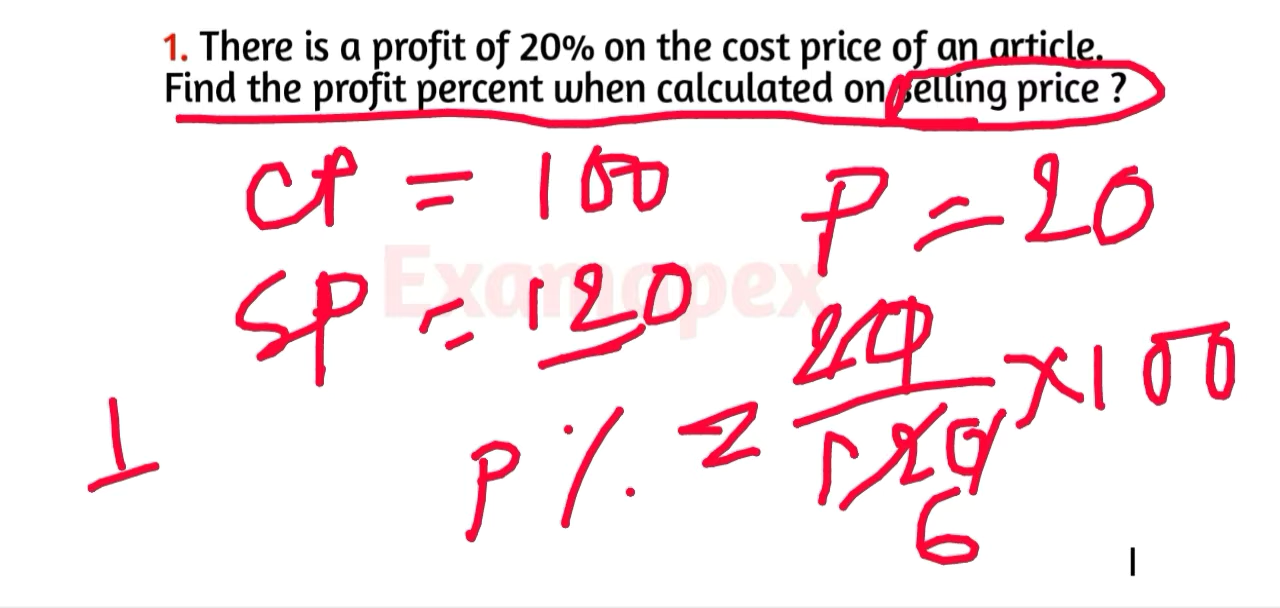 1. There is a profit of 20% on the cost price of an article.
Find the profit percent when calculated on selling price ?
CP = 100 P = 20
Examapex
SP = 120
P% = 20/120 × 100
6
1